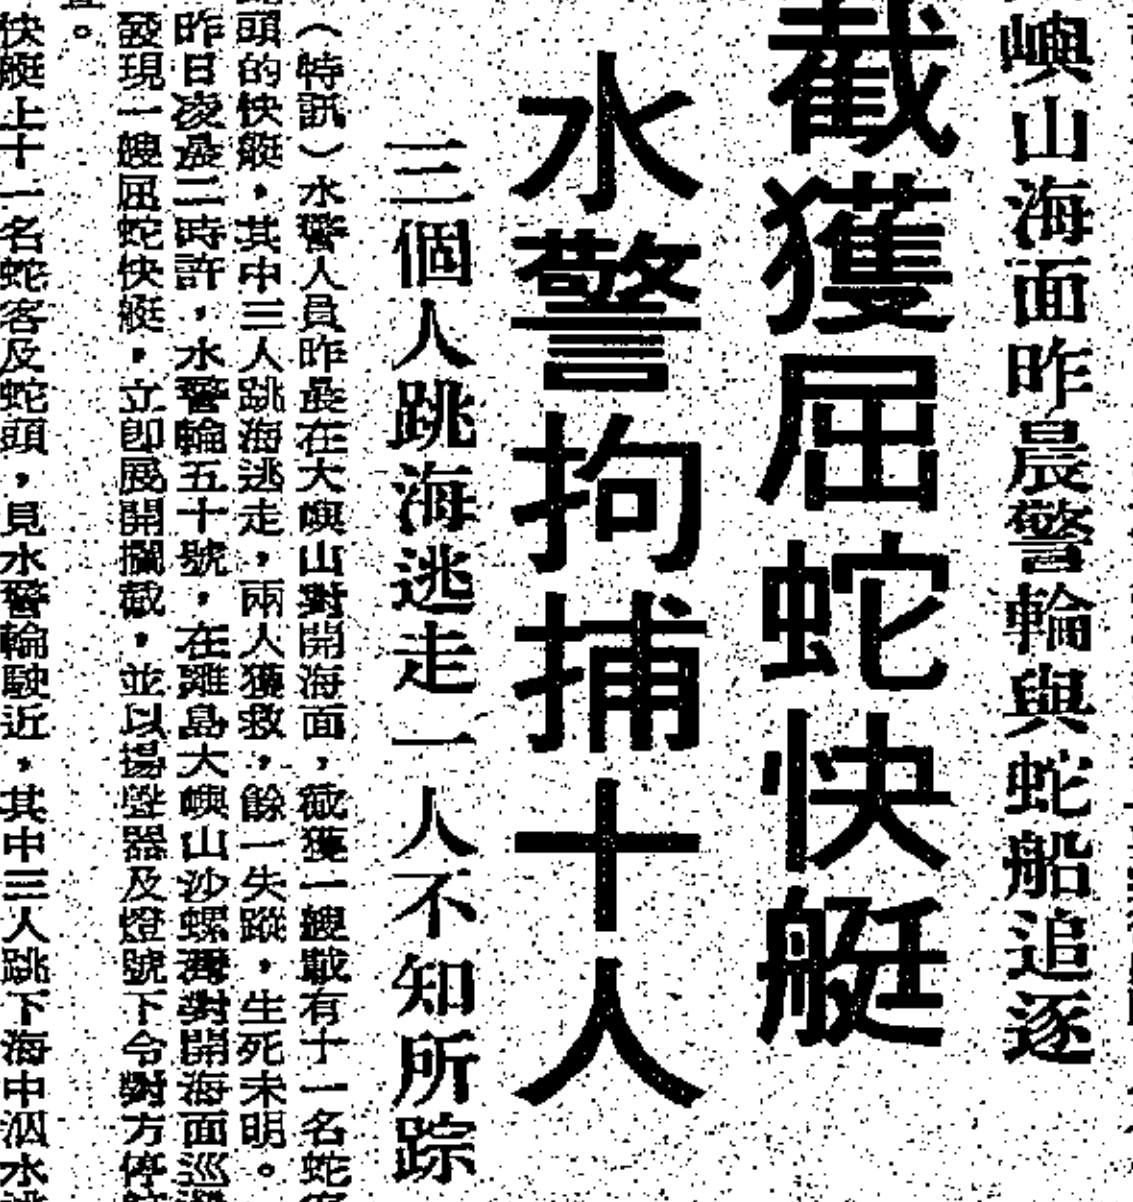 嶼山海面昨晨警輪與蛇船追逐
截獲屈蛇快艇
水警拘捕十人
三個人跳海逃走一人不知所踪
（特訊）水警人員昨晨在大嶼山對開海面，截獲一艘載有十一名蛇
頭的快艇，其中三人跳海逃走，兩人獲救，餘一失蹤，生死未明。
昨日凌晨二時許，水警輪五十號，在離島大嶼山沙螺灣對開海面巡
發現一艘屈蛇快艇，立即展開攔截，並以揚聲器及燈號下令對方停
快艇上十一名蛇客及蛇頭，見水警輪駛近，其中三人跳下海中泅水